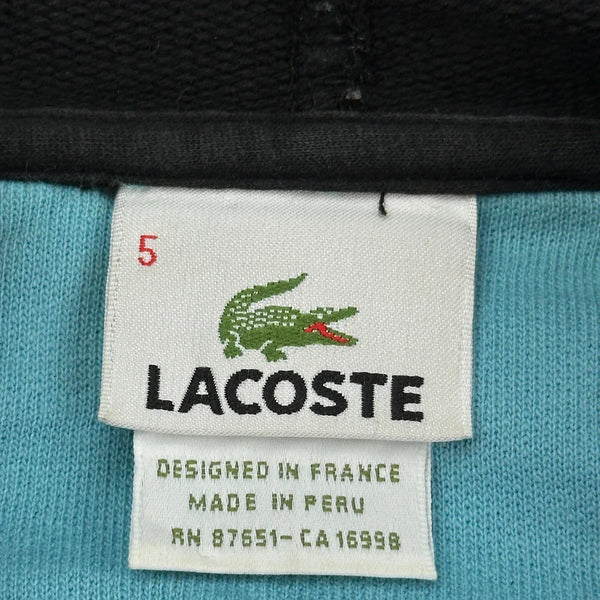 5
LACOSTE
DESIGNED IN FRANCE
MADE IN PERU
RN 87651-CA 16998